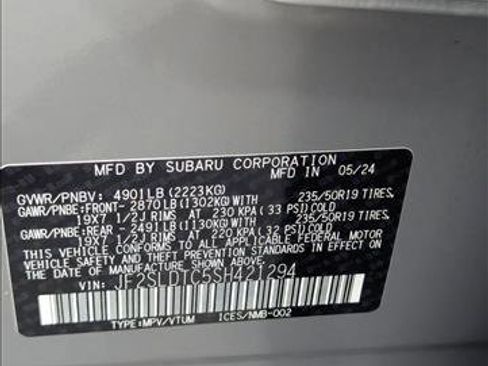 MFD BY SUBARU CORPORATION
MFD IN 05/24
GVWR/PNBV: 4901LB(2223KG)
GAWR/PNBE:FRONT- 2870LB(1302KG) 235/50R19 TIRES,
19X7 1/2J RIMS AT 230 KPA(33 PSI)COLD
GAWR/PNBE:REAR - 2491LB(1130KG) 235/50R19 TIRES,
19X7 1/2J RIMS AT 220 KPA(32 PSI)COLD
THIS VEHICLE CONFORMS TO ALL APPLICABLE FEDERAL MOTOR
VEHICLE SAFETY AND THEFT PREVENTION STANDARDS IN EFFECT
ON THE DATE OF MANUFACTURE SHOWN ABOVE.
VIN: JF2SLDTC5SH421294
TYPE:MPV/VTUM ICES/NMB-002